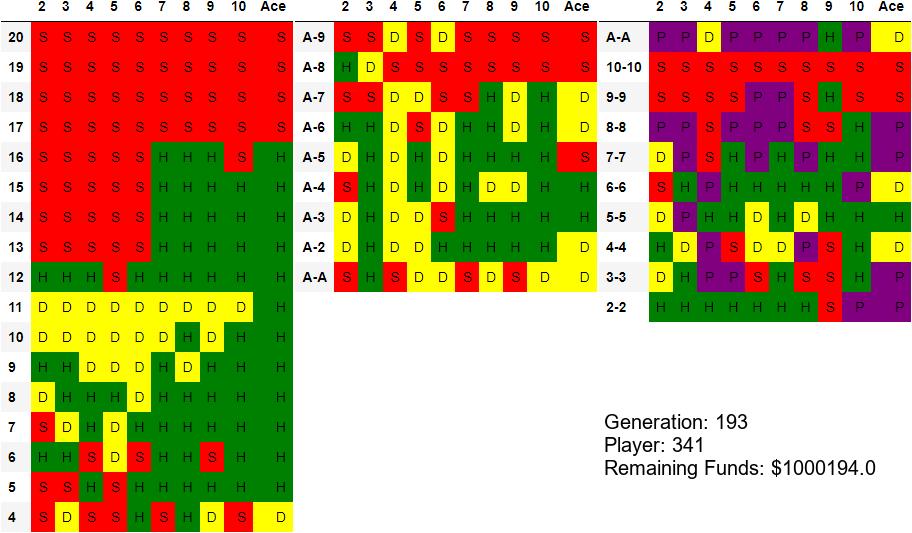 2 3 4 5 6 7 8 9 10 Ace
20 S S S S S S S S S S
19 S S S S S S S S S S
18 S S S S S S S S S S
17 S S S S S S S S S S
16 S S S S S H H H S H
15 S S S S S H H H H H
14 S S S S S H H H H H
13 S S S S S H H H H H
12 H H H S H H H H H H
11 D D D D D D D D D H
10 D D D D D D H D H H
9 H H D D D H D H H H
8 D H H H D H H H H H
7 S D H D H H H H H H
6 H H S D S H H S H H
5 S S H S H H H H H H
4 S D S S H S H D S D
2 3 4 5 6 7 8 9 10 Ace
A-9 S S D S D S S S S S
A-8 H D S S S S S S S S
A-7 S S D D S S H D H D
A-6 H H D S D H H D H D
A-5 D H D H D H H H H S
A-4 S H D H D H D D H H
A-3 D H D D S H H H H H
A-2 D H D D H H H H H D
A-A S H S D D S D S D D
2 3 4 5 6 7 8 9 10 Ace
A-A P P D P P P P H P D
10-10 S S S S S S S S S S
9-9 S S S S P P S H S S
8-8 P P S P P P S S H P
7-7 D P S H P H P H H P
6-6 S H P H H H H H P D
5-5 D P H H D H D H H H
4-4 H D P S D D P S H D
3-3 D H P P S H S S H P
2-2 H H H H H H H S P P
Generation: 193
Player: 341
Remaining Funds: $1000194.0